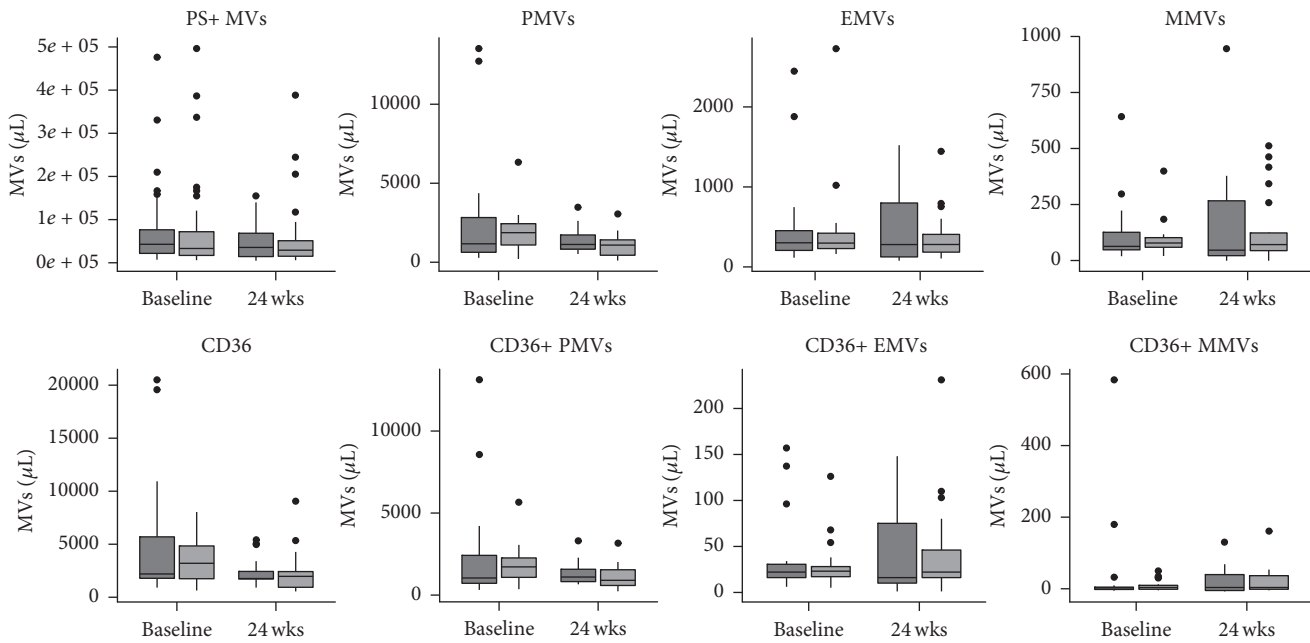 PS+ MVs
MVs (μL)
5e + 05
4e + 05
3e + 05
2e + 05
1e + 05
0e + 05
Baseline 24 wks
PMVs
MVs (μL)
10000
5000
0
Baseline 24 wks
EMVs
MVs (μL)
2000
1000
0
Baseline 24 wks
MMVs
MVs (μL)
1000
750
500
250
0
Baseline 24 wks
CD36
MVs (μL)
20000
15000
10000
5000
0
Baseline 24 wks
CD36+ PMVs
MVs (μL)
10000
5000
0
Baseline 24 wks
CD36+ EMVs
MVs (μL)
200
150
100
50
0
Baseline 24 wks
CD36+ MMVs
MVs (μL)
600
400
200
0
Baseline 24 wks